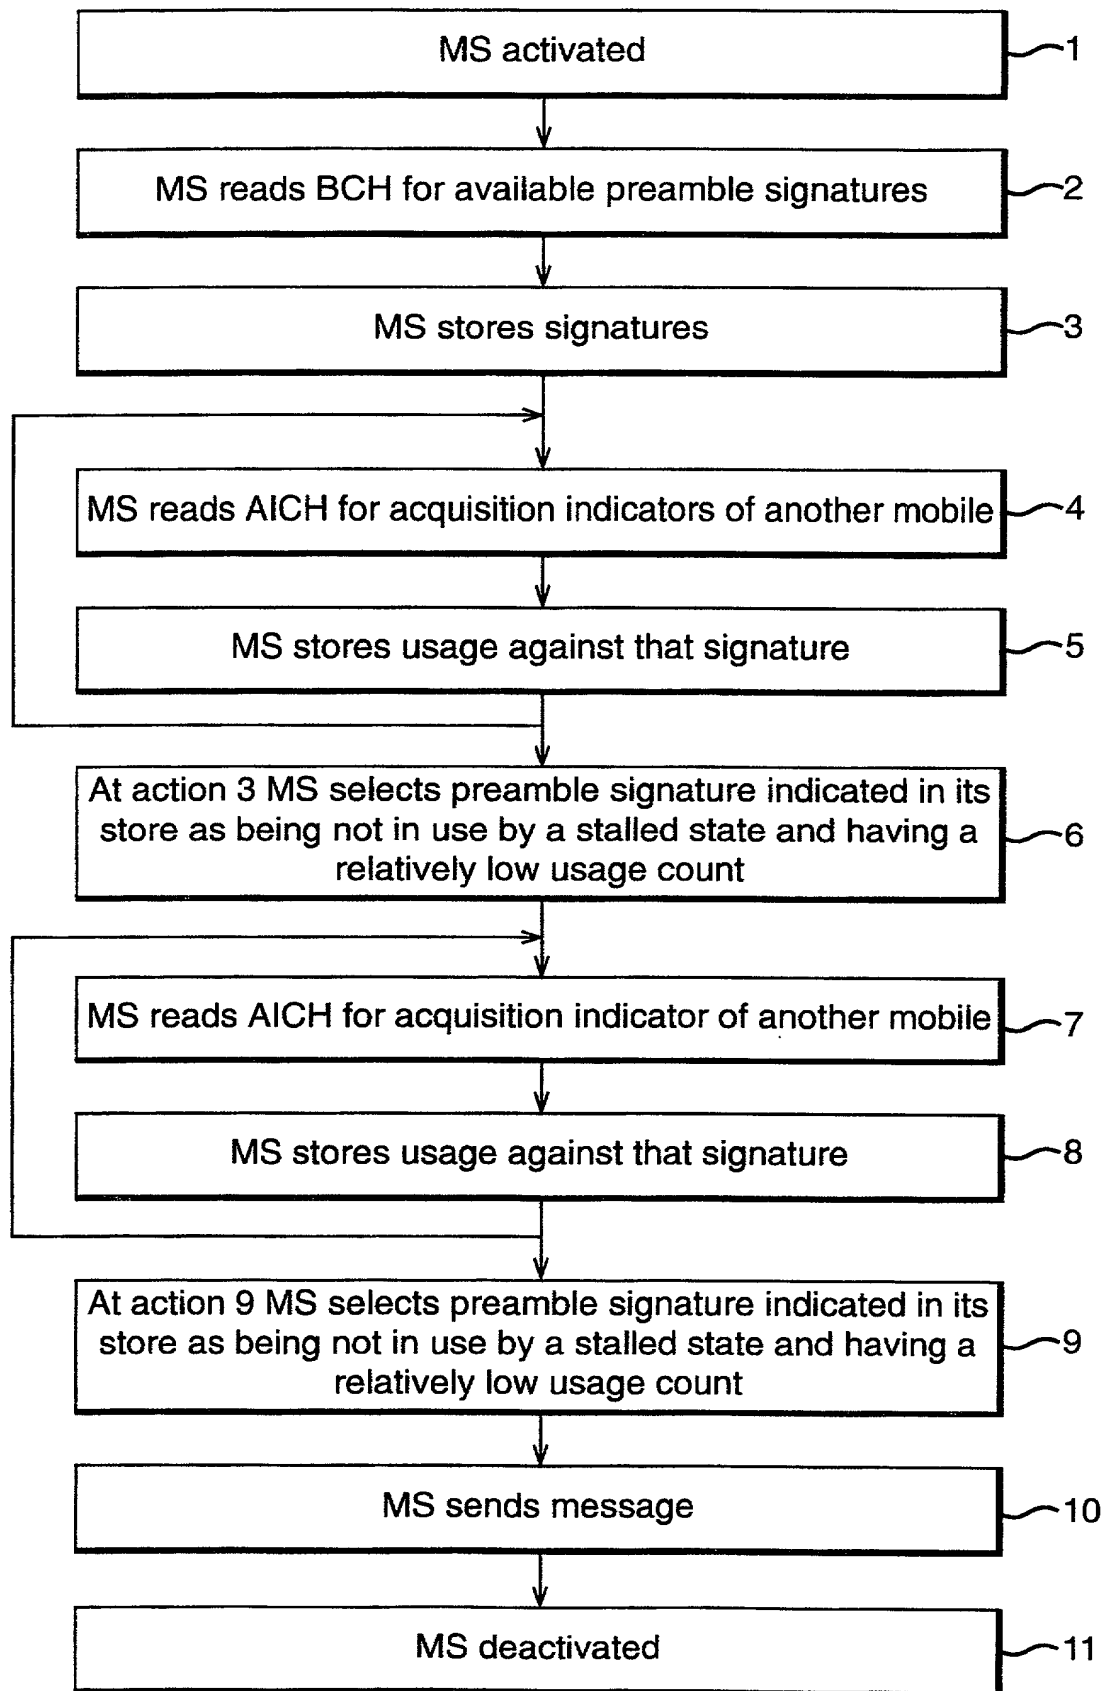 MS activated
1
MS reads BCH for available preamble signatures
2
MS stores signatures
3
MS reads AICH for acquisition indicators of another mobile
4
MS stores usage against that signature
5
At action 3 MS selects preamble signature indicated in its
store as being not in use by a stalled state and having a
relatively low usage count
6
MS reads AICH for acquisition indicator of another mobile
7
MS stores usage against that signature
8
At action 9 MS selects preamble signature indicated in its
store as being not in use by a stalled state and having a
relatively low usage count
9
MS sends message
10
MS deactivated
11